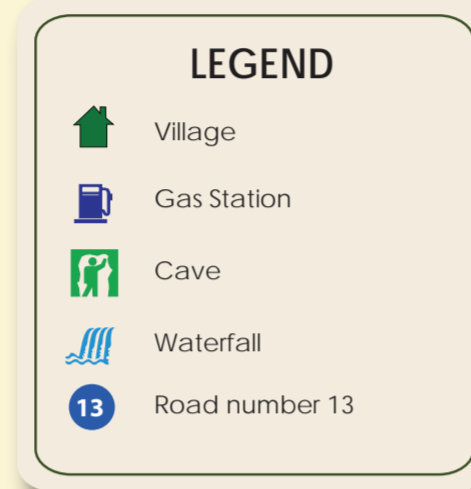 LEGEND
Village
Gas Station
Cave
Waterfall
13 Road number 13